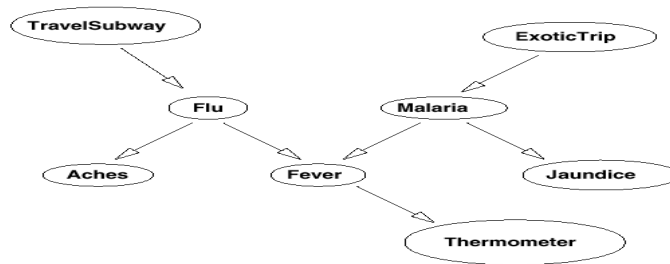 TravelSubway
ExoticTrip
Flu
Malaria
Aches
Fever
Jaundice
Thermometer